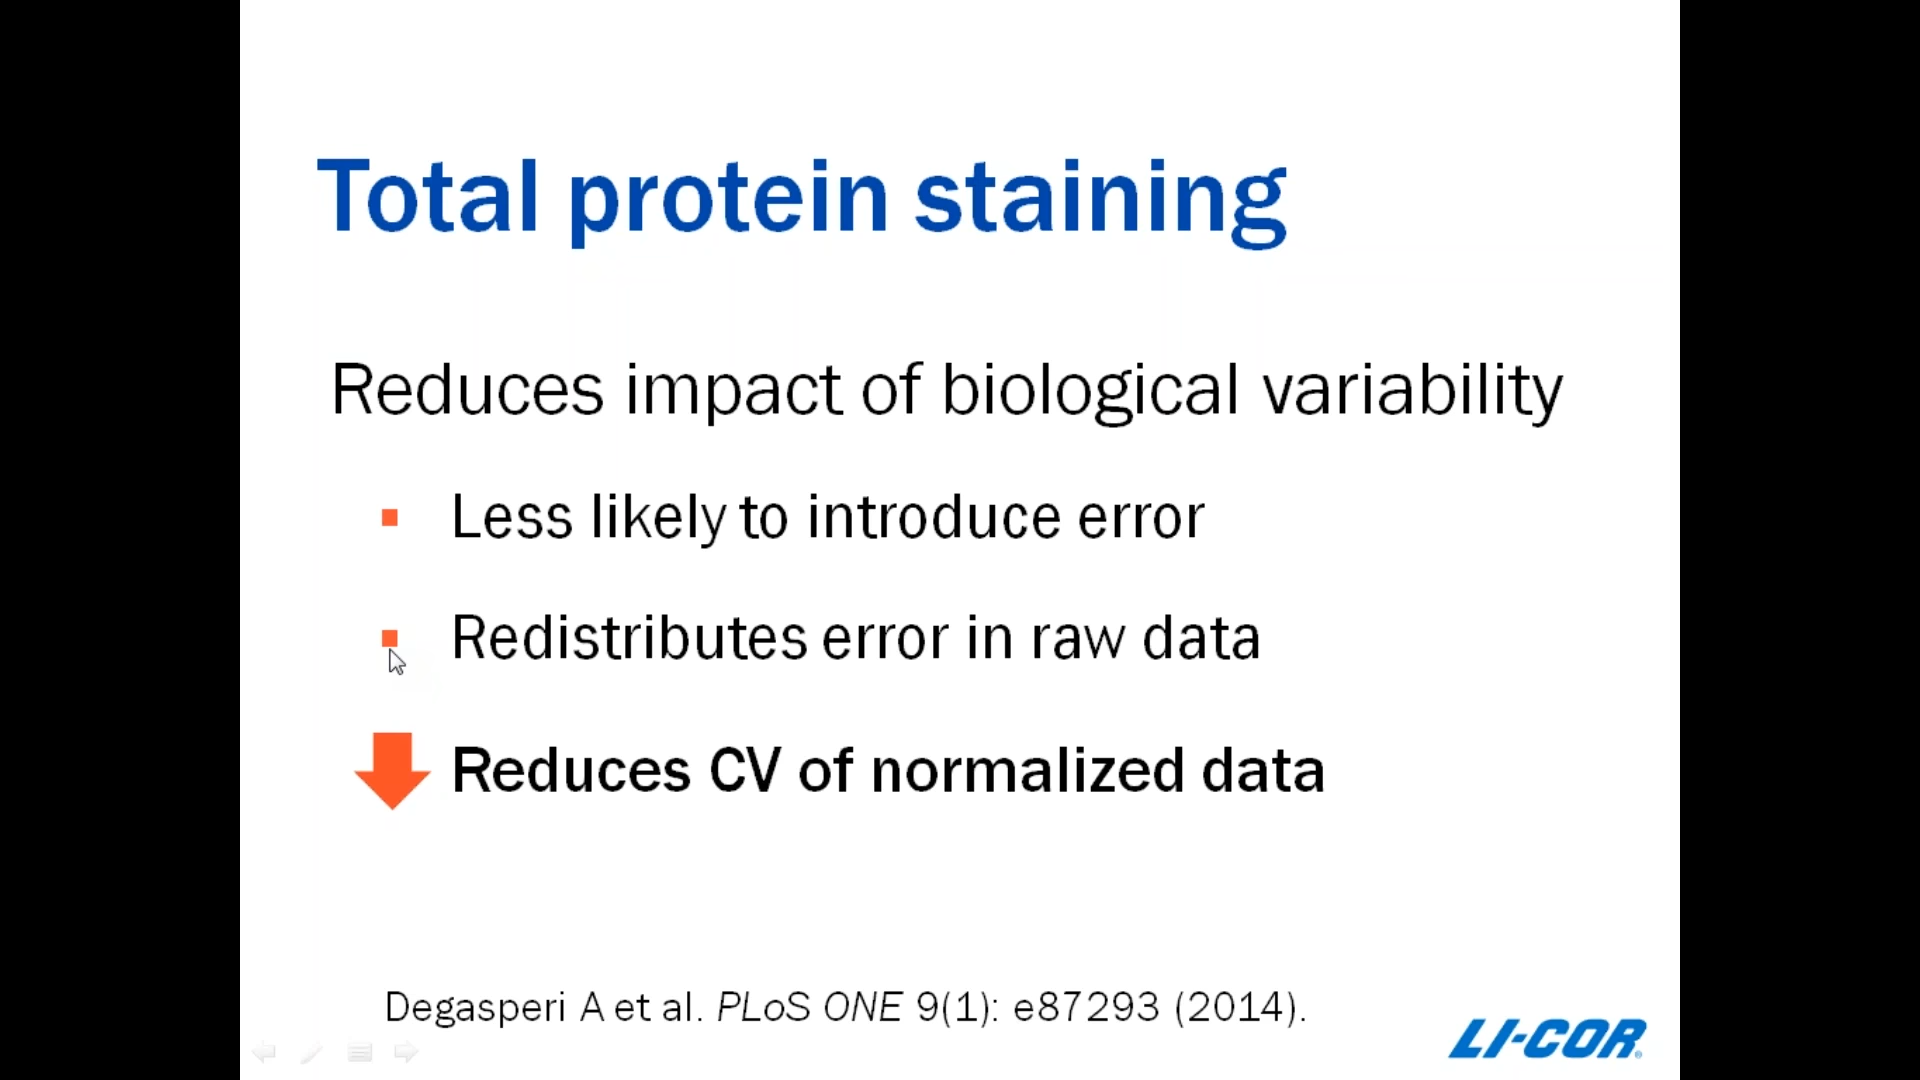 Total protein staining
Reduces impact of biological variability
Less likely to introduce error
Redistributes error in raw data
Reduces CV of normalized data
Degasperi A et al. PLoS ONE 9(1): e87293 (2014).
LI-COR®